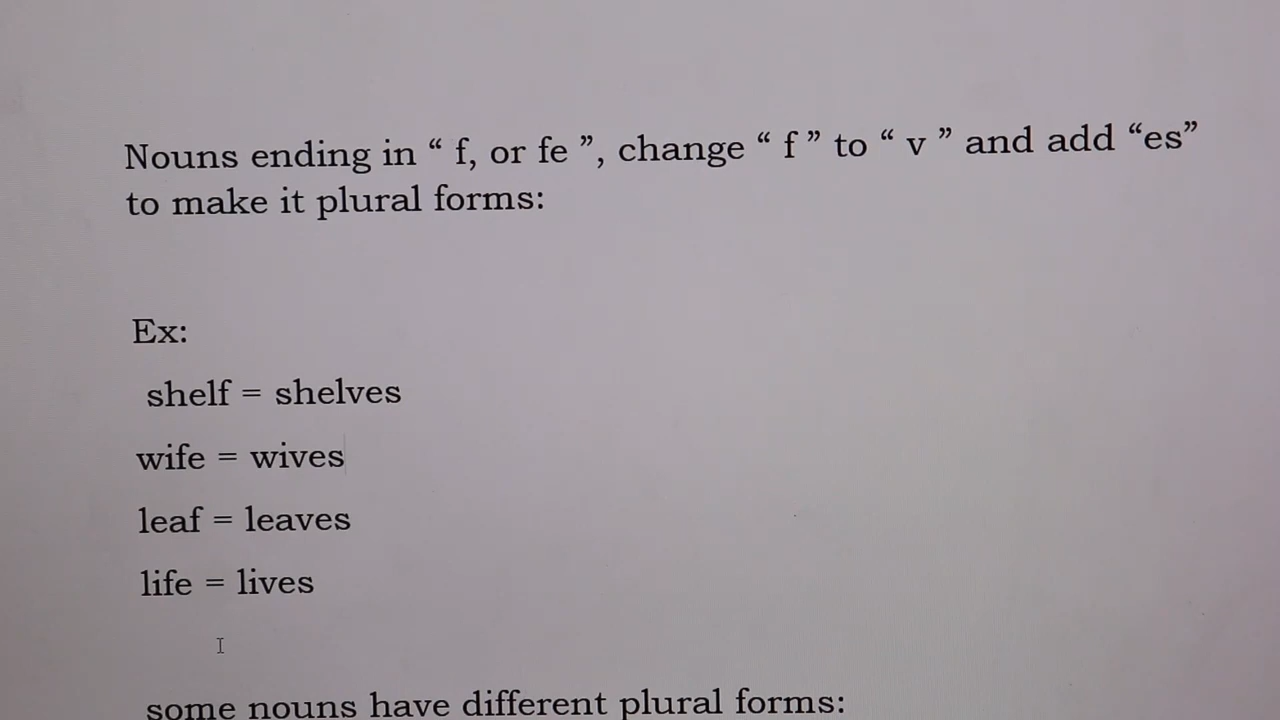 Nouns ending in “ f, or fe ”, change “ f ” to “ v ” and add “es”
to make it plural forms:
Ex:
shelf = shelves
wife = wives
leaf = leaves
life = lives
some nouns have different plural forms: